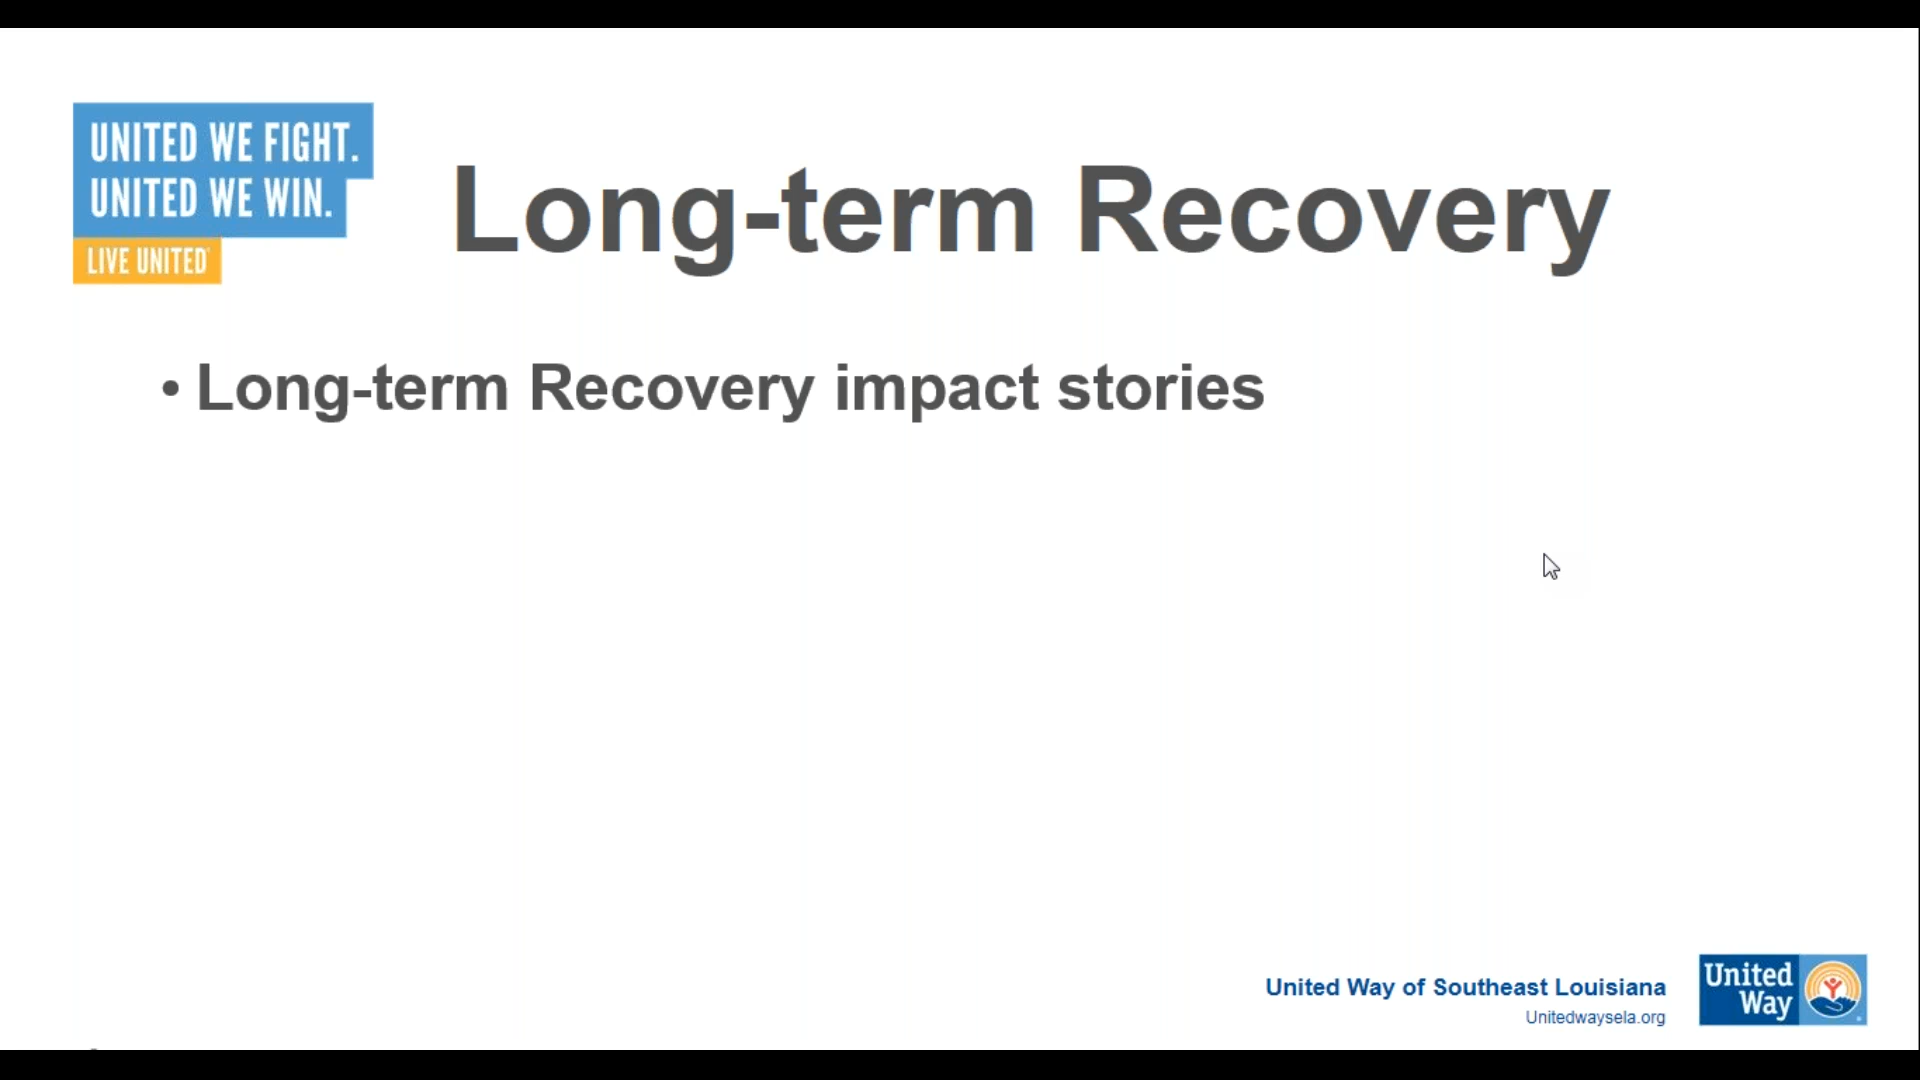 UNITED WE FIGHT.
UNITED WE WIN.
LIVE UNITED
Long-term Recovery
• Long-term Recovery impact stories
United Way of Southeast Louisiana
Unitedwaysela.org
United
Way